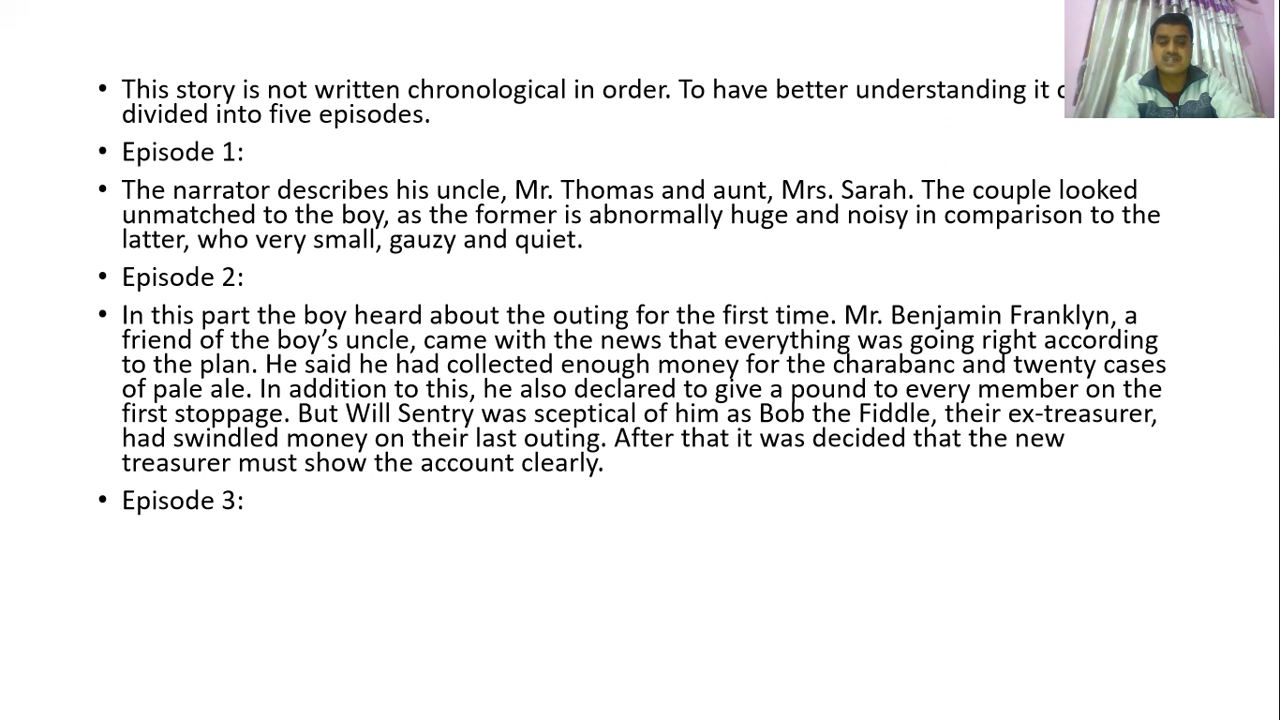 • This story is not written chronological in order. To have better understanding it
divided into five episodes.
• Episode 1:
• The narrator describes his uncle, Mr. Thomas and aunt, Mrs. Sarah. The couple looked
unmatched to the boy, as the former is abnormally huge and noisy in comparison to the
latter, who very small, gauzy and quiet.
• Episode 2:
• In this part the boy heard about the outing for the first time. Mr. Benjamin Franklyn, a
friend of the boy’s uncle, came with the news that everything was going right according
to the plan. He said he had collected enough money for the charabanc and twenty cases
of pale ale. In addition to this, he also declared to give a pound to every member on the
first stoppage. But Will Sentry was sceptical of him as Bob the Fiddle, their ex-treasurer,
had swindled money on their last outing. After that it was decided that the new
treasurer must show the account clearly.
• Episode 3: